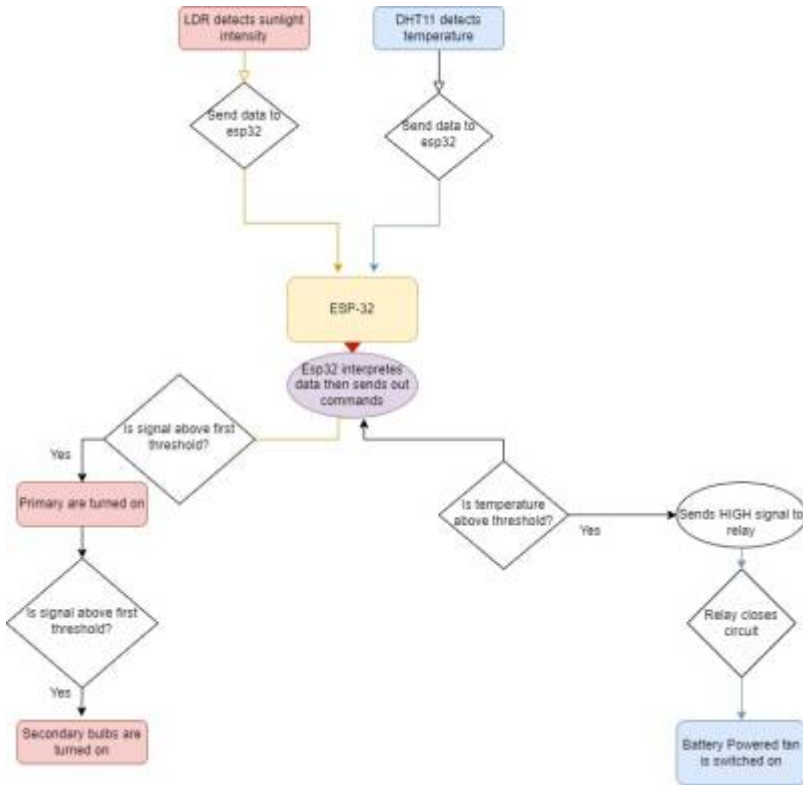 LDR detects sunlight
intensity
DHT11 detects
temperature
Send data to
esp32
Send data to
esp32
ESP-32
Esp32 interpretes
data then sends out
commands
Is signal above first
threshold?
Yes
Primary are turned on
Is temperature
above threshold?
Yes
Sends HIGH signal to
relay
Is signal above first
threshold?
Relay closes
circuit
Yes
Secondary bulbs are
turned on
Battery Powered fan
is switched on